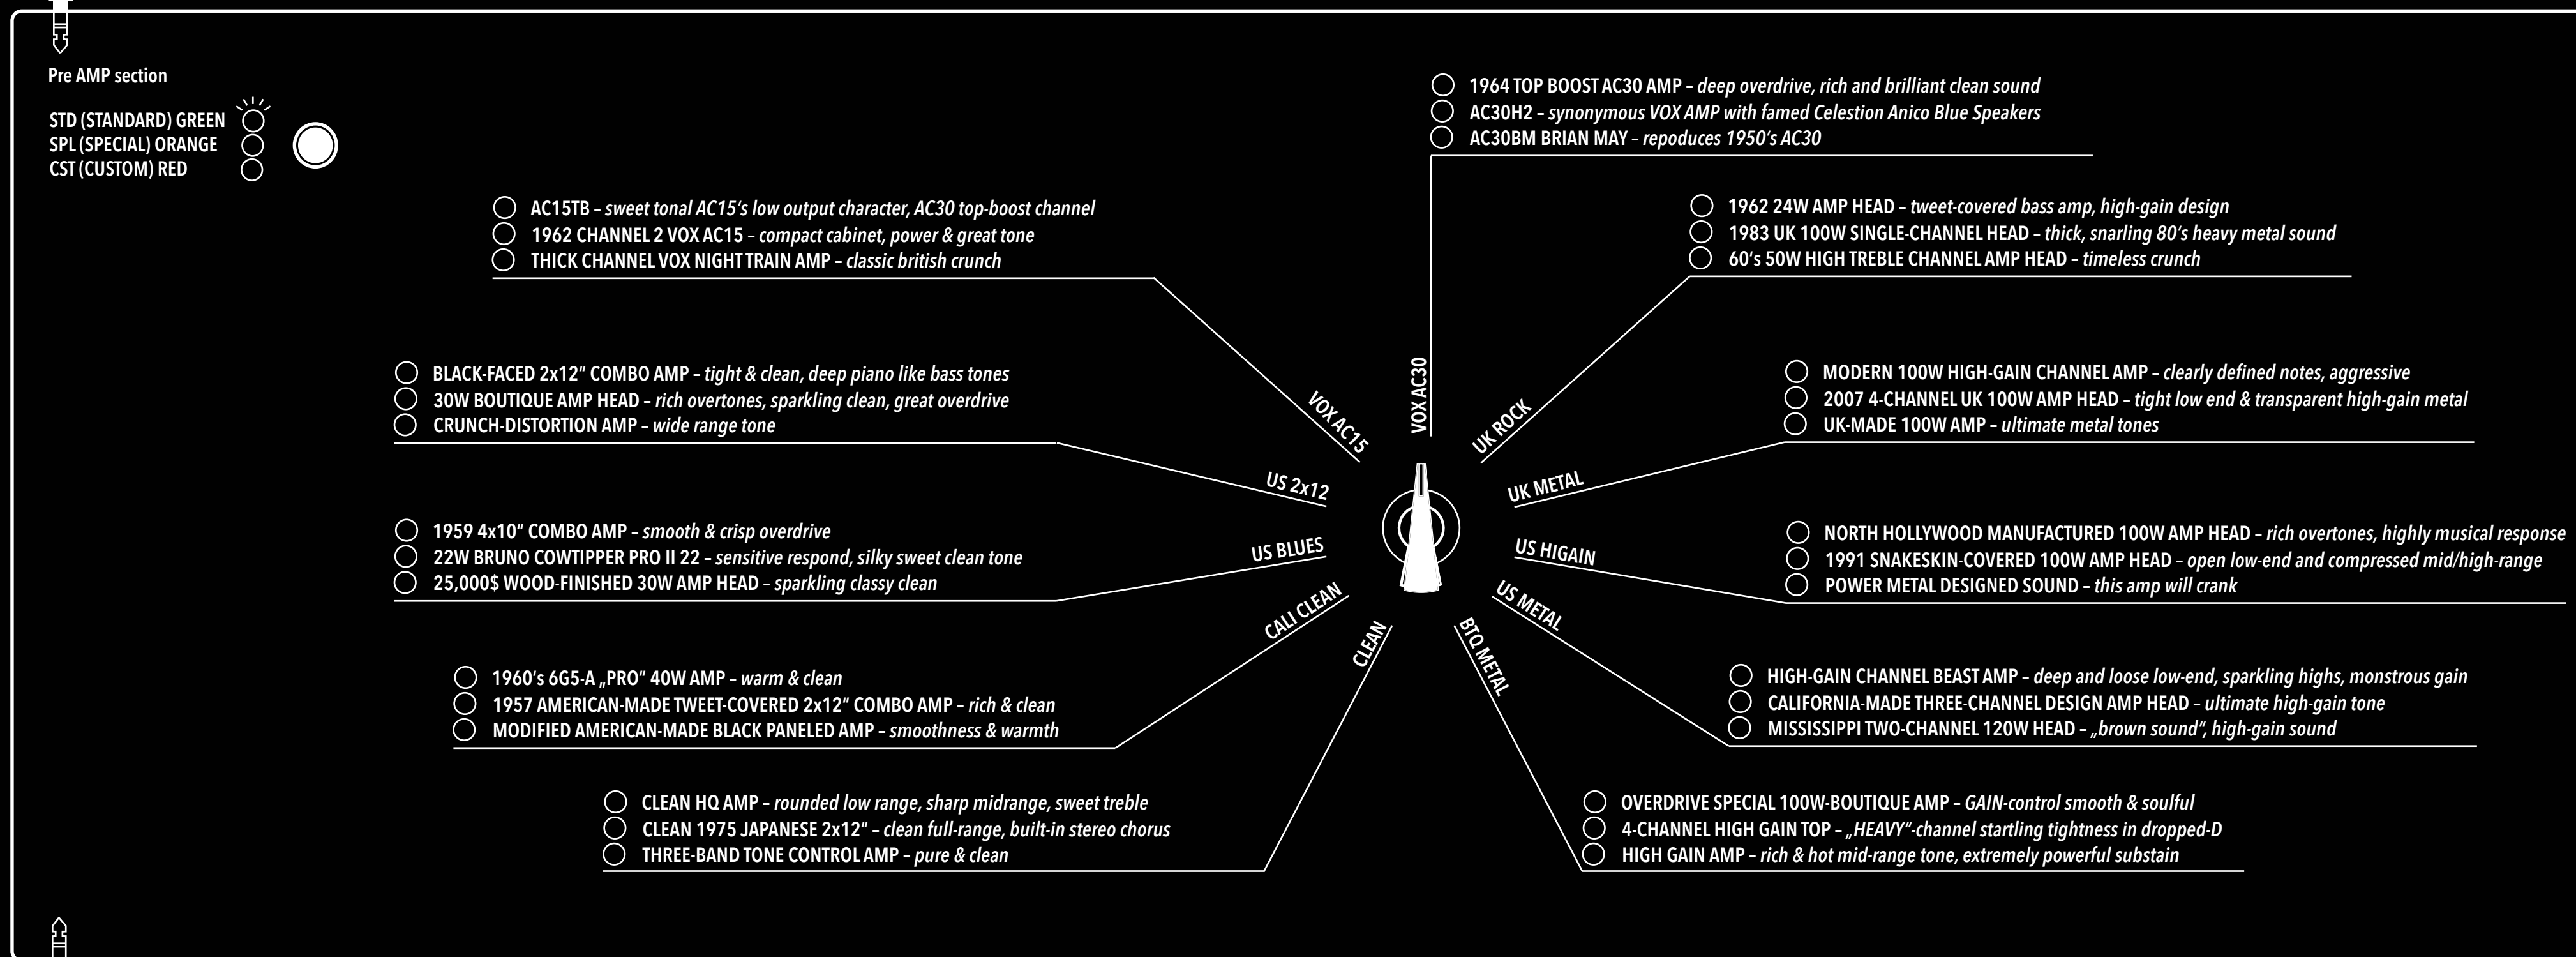 Pre AMP section
STD (STANDARD) GREEN
SPL (SPECIAL) ORANGE
CST (CUSTOM) RED
1964 TOP BOOST AC30 AMP – deep overdrive, rich and brilliant clean sound
AC30H2 – synonymous VOX AMP with famed Celestion Anico Blue Speakers
AC30BM BRIAN MAY – repoduces 1950‘s AC30
AC15TB – sweet tonal AC15‘s low output character, AC30 top-boost channel
1962 CHANNEL 2 VOX AC15 – compact cabinet, power & great tone
THICK CHANNEL VOX NIGHT TRAIN AMP – classic british crunch
1962 24W AMP HEAD – tweet-covered bass amp, high-gain design
1983 UK 100W SINGLE-CHANNEL HEAD – thick, snarling 80‘s heavy metal sound
60‘s 50W HIGH TREBLE CHANNEL AMP HEAD – timeless crunch
BLACK-FACED 2x12“ COMBO AMP – tight & clean, deep piano like bass tones
30W BOUTIQUE AMP HEAD – rich overtones, sparkling clean, great overdrive
CRUNCH-DISTORTION AMP – wide range tone
MODERN 100W HIGH-GAIN CHANNEL AMP – clearly defined notes, aggressive
2007 4-CHANNEL UK 100W AMP HEAD – tight low end & transparent high-gain metal
UK-MADE 100W AMP – ultimate metal tones
VOX AC15
VOX AC30
UK ROCK
US 2x12
UK METAL
1959 4x10“ COMBO AMP – smooth & crisp overdrive
22W BRUNO COWTIPPER PRO II 22 – sensitive respond, silky sweet clean tone
25,000$ WOOD-FINISHED 30W AMP HEAD – sparkling classy clean
US BLUES
US HIGAIN
NORTH HOLLYWOOD MANUFACTURED 100W AMP HEAD – rich overtones, highly musical response
1991 SNAKESKIN-COVERED 100W AMP HEAD – open low-end and compressed mid/high-range
POWER METAL DESIGNED SOUND – this amp will crank
CALI CLEAN
CLEAN
BTQ METAL
US METAL
1960‘s 6G5-A „PRO“ 40W AMP – warm & clean
1957 AMERICAN-MADE TWEET-COVERED 2x12“ COMBO AMP – rich & clean
MODIFIED AMERICAN-MADE BLACK PANELED AMP – smoothness & warmth
HIGH-GAIN CHANNEL BEAST AMP – deep and loose low-end, sparkling highs, monstrous gain
CALIFORNIA-MADE THREE-CHANNEL DESIGN AMP HEAD – ultimate high-gain tone
MISSISSIPPI TWO-CHANNEL 120W HEAD – „brown sound“, high-gain sound
CLEAN HQ AMP – rounded low range, sharp midrange, sweet treble
CLEAN 1975 JAPANESE 2x12“ – clean full-range, built-in stereo chorus
THREE-BAND TONE CONTROL AMP – pure & clean
OVERDRIVE SPECIAL 100W-BOUTIQUE AMP – GAIN-control smooth & soulful
4-CHANNEL HIGH GAIN TOP – „HEAVY“-channel startling tightness in dropped-D
HIGH GAIN AMP – rich & hot mid-range tone, extremely powerful substain